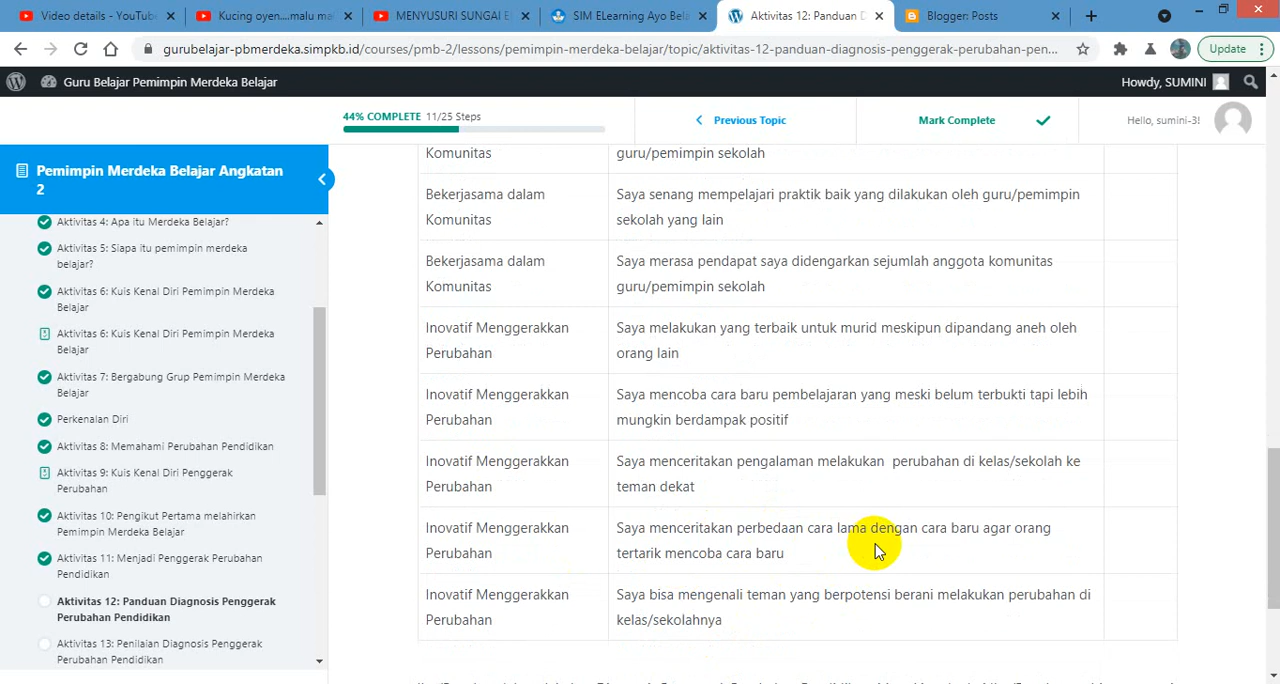 Video details - YouTube
Kucing oyen....malu ma
MENYUSURI SUNGAI E
SIM ELearning Ayo Bela
Aktivitas 12: Panduan D
Blogger: Posts
gurubelajar-pbmerdeka.simpkb.id/courses/pmb-2/lessons/pemimpin-merdeka-belajar/topic/aktivitas-12-panduan-diagnosis-penggerak-perubahan-pen...
Update
Guru Belajar Pemimpin Merdeka Belajar
Howdy, SUMINI
44% COMPLETE 11/25 Steps
Previous Topic
Mark Complete
Hello, sumini-3!
Pemimpin Merdeka Belajar Angkatan
2
Aktivitas 4: Apa itu Merdeka Belajar?
Aktivitas 5: Siapa itu pemimpin merdeka
belajar?
Aktivitas 6: Kuis Kenal Diri Pemimpin Merdeka
Belajar
Aktivitas 6: Kuis Kenal Diri Pemimpin Merdeka
Belajar
Aktivitas 7: Bergabung Grup Pemimpin Merdeka
Belajar
Perkenalan Diri
Aktivitas 8: Memahami Perubahan Pendidikan
Aktivitas 9: Kuis Kenal Diri Penggerak
Perubahan
Aktivitas 10: Pengikut Pertama melahirkan
Pemimpin Merdeka Belajar
Aktivitas 11: Menjadi Penggerak Perubahan
Pendidikan
Aktivitas 12: Panduan Diagnosis Penggerak
Perubahan Pendidikan
Aktivitas 13: Penilaian Diagnosis Penggerak
Perubahan Pendidikan
Komunitas
guru/pemimpin sekolah
Bekerjasama dalam
Komunitas
Saya senang mempelajari praktik baik yang dilakukan oleh guru/pemimpin
sekolah yang lain
Bekerjasama dalam
Komunitas
Saya merasa pendapat saya didengarkan sejumlah anggota komunitas
guru/pemimpin sekolah
Inovatif Menggerakkan
Perubahan
Saya melakukan yang terbaik untuk murid meskipun dipandang aneh oleh
orang lain
Inovatif Menggerakkan
Perubahan
Saya mencoba cara baru pembelajaran yang meski belum terbukti tapi lebih
mungkin berdampak positif
Inovatif Menggerakkan
Perubahan
Saya menceritakan pengalaman melakukan perubahan di kelas/sekolah ke
teman dekat
Inovatif Menggerakkan
Perubahan
Saya menceritakan perbedaan cara lama dengan cara baru agar orang
tertarik mencoba cara baru
Inovatif Menggerakkan
Perubahan
Saya bisa mengenali teman yang berpotensi berani melakukan perubahan di
kelas/sekolahnya